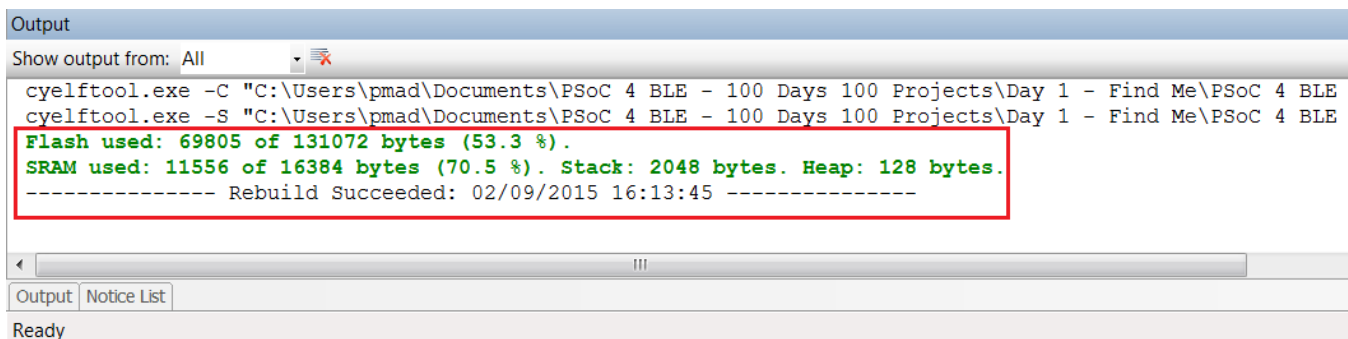 Output
Show output from: All
cyelftool.exe -C "C:\Users\pmad\Documents\PSoC 4 BLE - 100 Days 100 Projects\Day 1 - Find Me\PSoC 4 BLE
cyelftool.exe -S "C:\Users\pmad\Documents\PSoC 4 BLE - 100 Days 100 Projects\Day 1 - Find Me\PSoC 4 BLE
Flash used: 69805 of 131072 bytes (53.3 %).
SRAM used: 11556 of 16384 bytes (70.5 %). Stack: 2048 bytes. Heap: 128 bytes.
--------------- Rebuild Succeeded: 02/09/2015 16:13:45 ---------------
Output Notice List
Ready